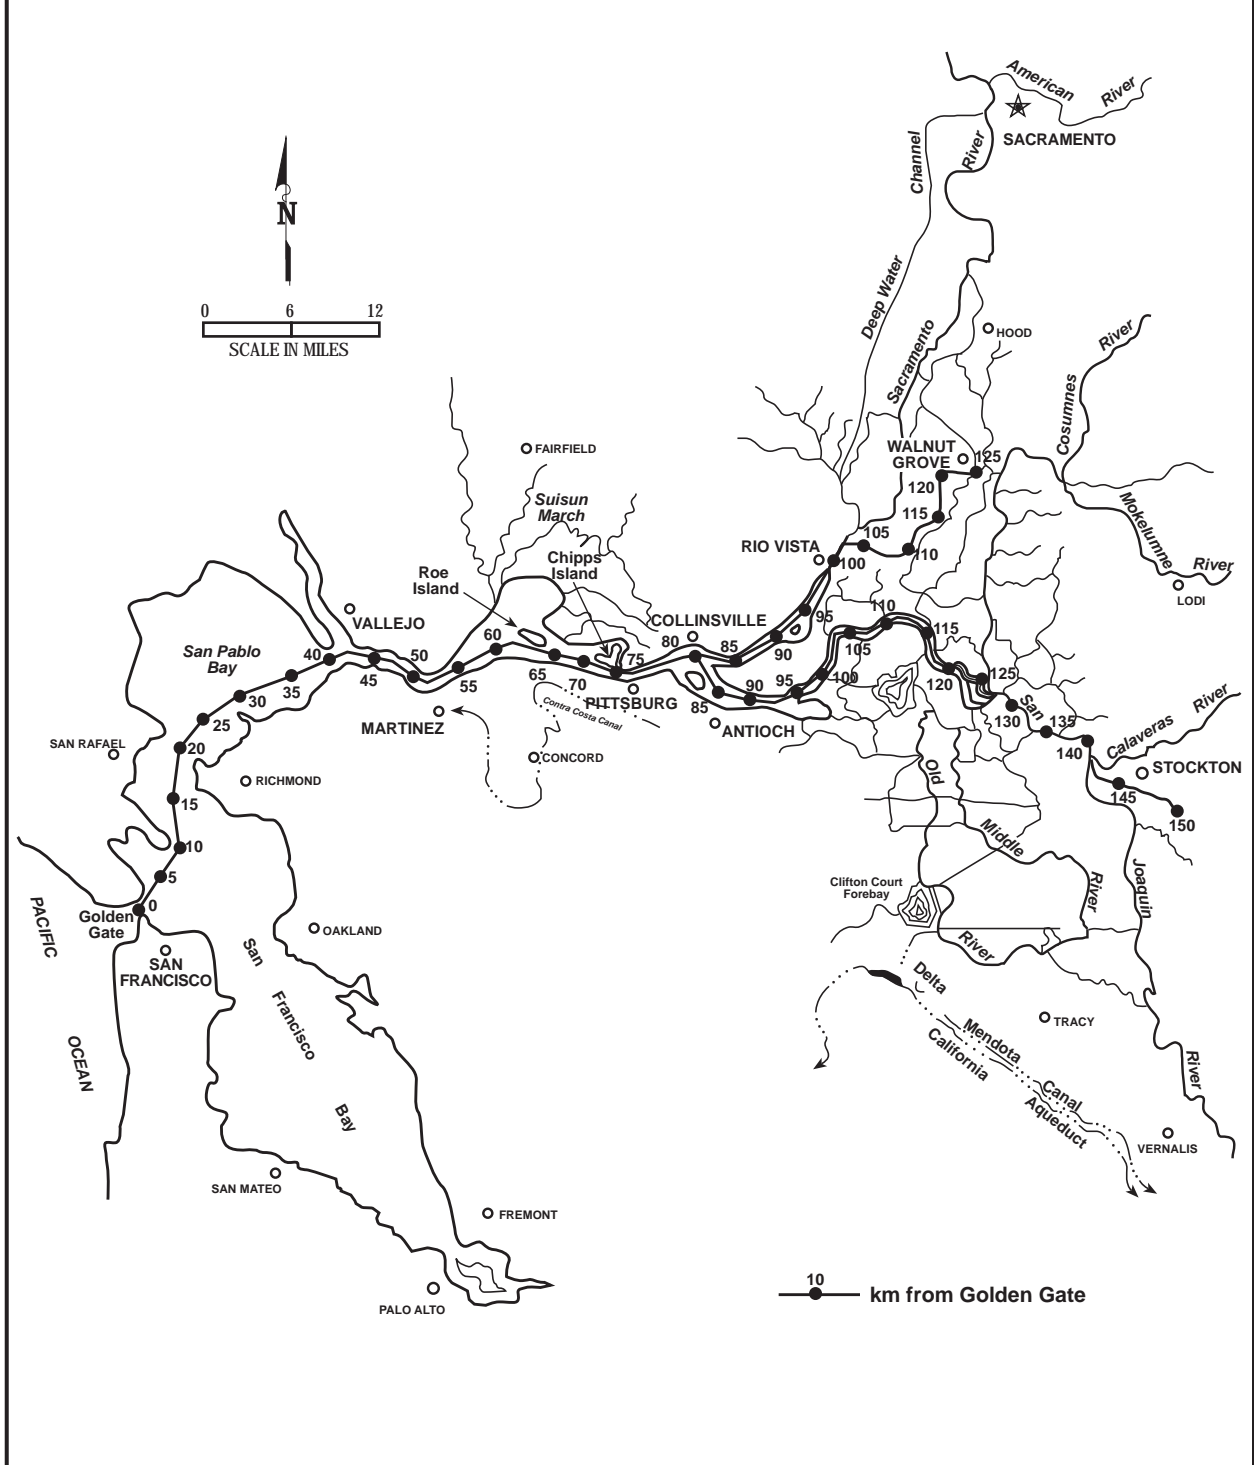 American
River
SACRAMENTO
Channel
River
N
Deep Water
0 6 12
SCALE IN MILES
HOOD
Sacramento
River
Cosumnes
FAIRFIELD
WALNUT
GROVE
125
120
Suisun
March
115
Mokelumne
River
105
110
RIO VISTA
100
Chipps
Island
Roe
Island
LODI
VALLEJO
COLLINSVILLE
95
110
115
60
80
85
90
105
San Pablo
Bay
40
50
75
45
55
65
70
35
100
120
125
30
PITTSBURG
85
90
95
Contra Costa Canal
San
130
135
River
25
MARTINEZ
ANTIOCH
Calaveras
SAN RAFAEL
20
140
CONCORD
STOCKTON
RICHMOND
Old
145
15
150
Middle
10
5
Clifton Court
Forebay
River
Joaquin
0
Golden
Gate
PACIFIC
OAKLAND
San
River
SAN
FRANCISCO
Delta
Francisco
TRACY
Mendota
California
OCEAN
River
Canal
Aqueduct
Bay
VERNALIS
SAN MATEO
FREMONT
10
km from Golden Gate
PALO ALTO